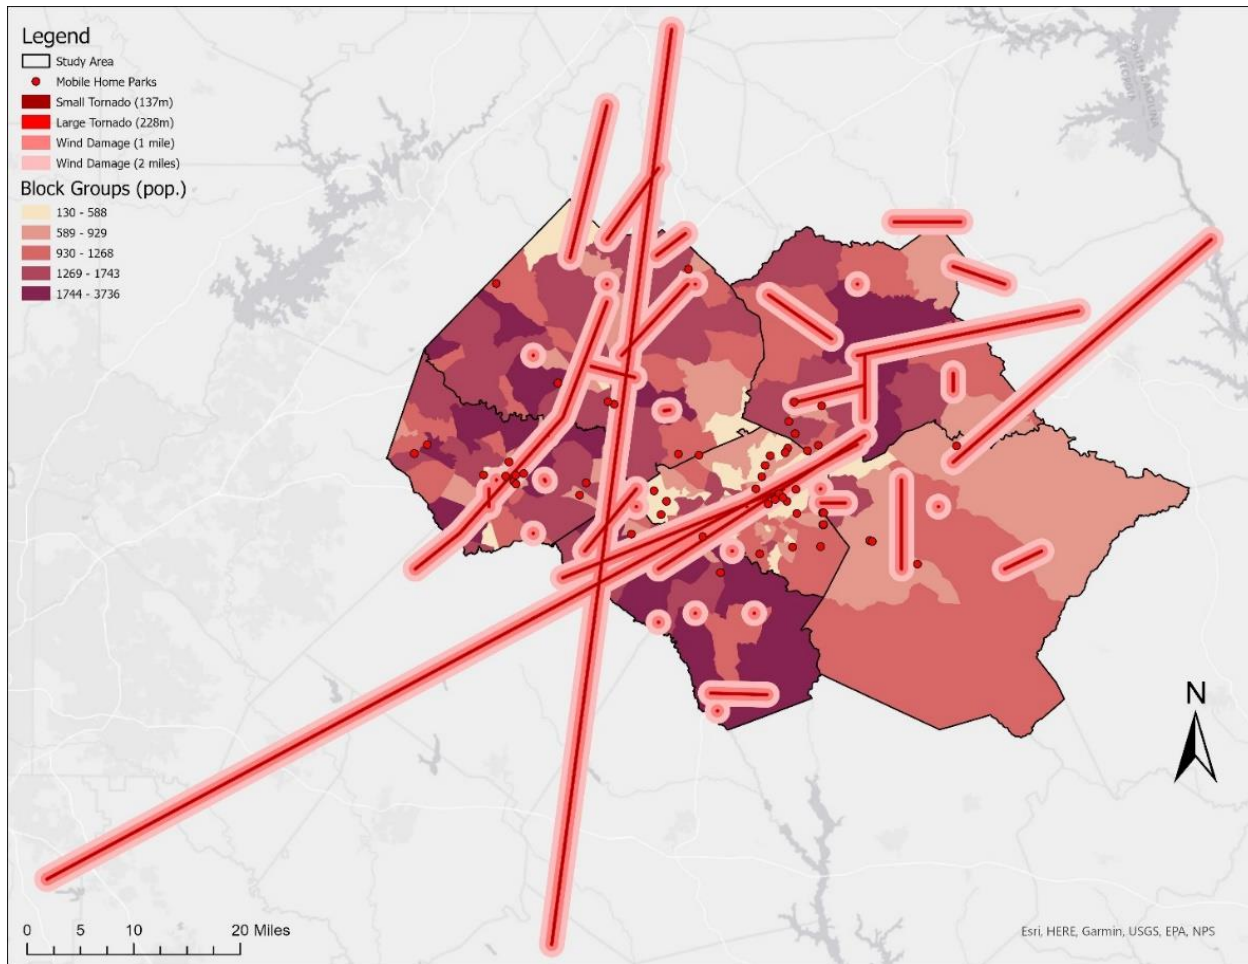 Legend
Study Area
Mobile Home Parks
Small Tornado (137m)
Large Tornado (228m)
Wind Damage (1 mile)
Wind Damage (2 miles)
Block Groups (pop.)
130 - 588
589 - 929
930 - 1268
1269 - 1743
1744 - 3736
N
0 5 10 20 Miles
Esri, HERE, Garmin, USGS, EPA, NPS